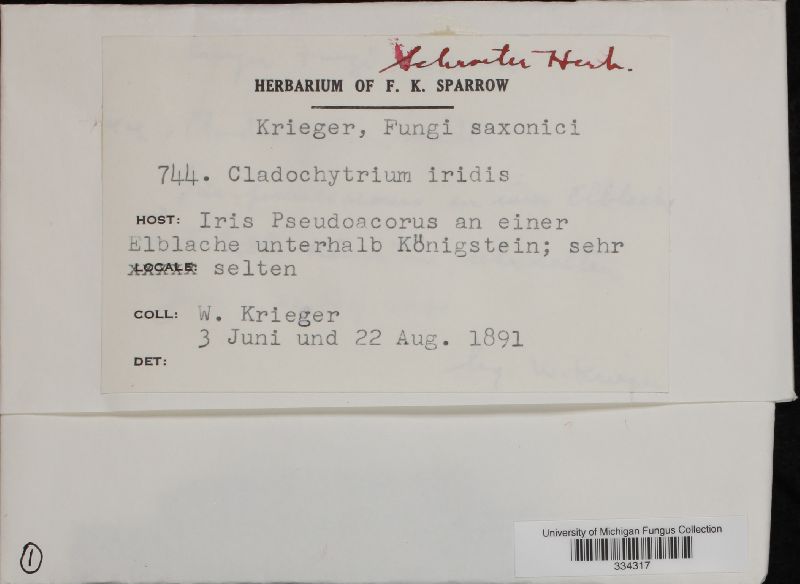 Schroeter Herb.
HERBARIUM OF F. K. SPARROW
Krieger, Fungi saxonici
744. Cladochytrium iridis
HOST: Iris Pseudoacorus an einer
Elblache unterhalb Königstein; sehr
LOCALE: selten
COLL: W. Krieger
3 Juni und 22 Aug. 1891
DET:
University of Michigan Fungus Collection
334317
1